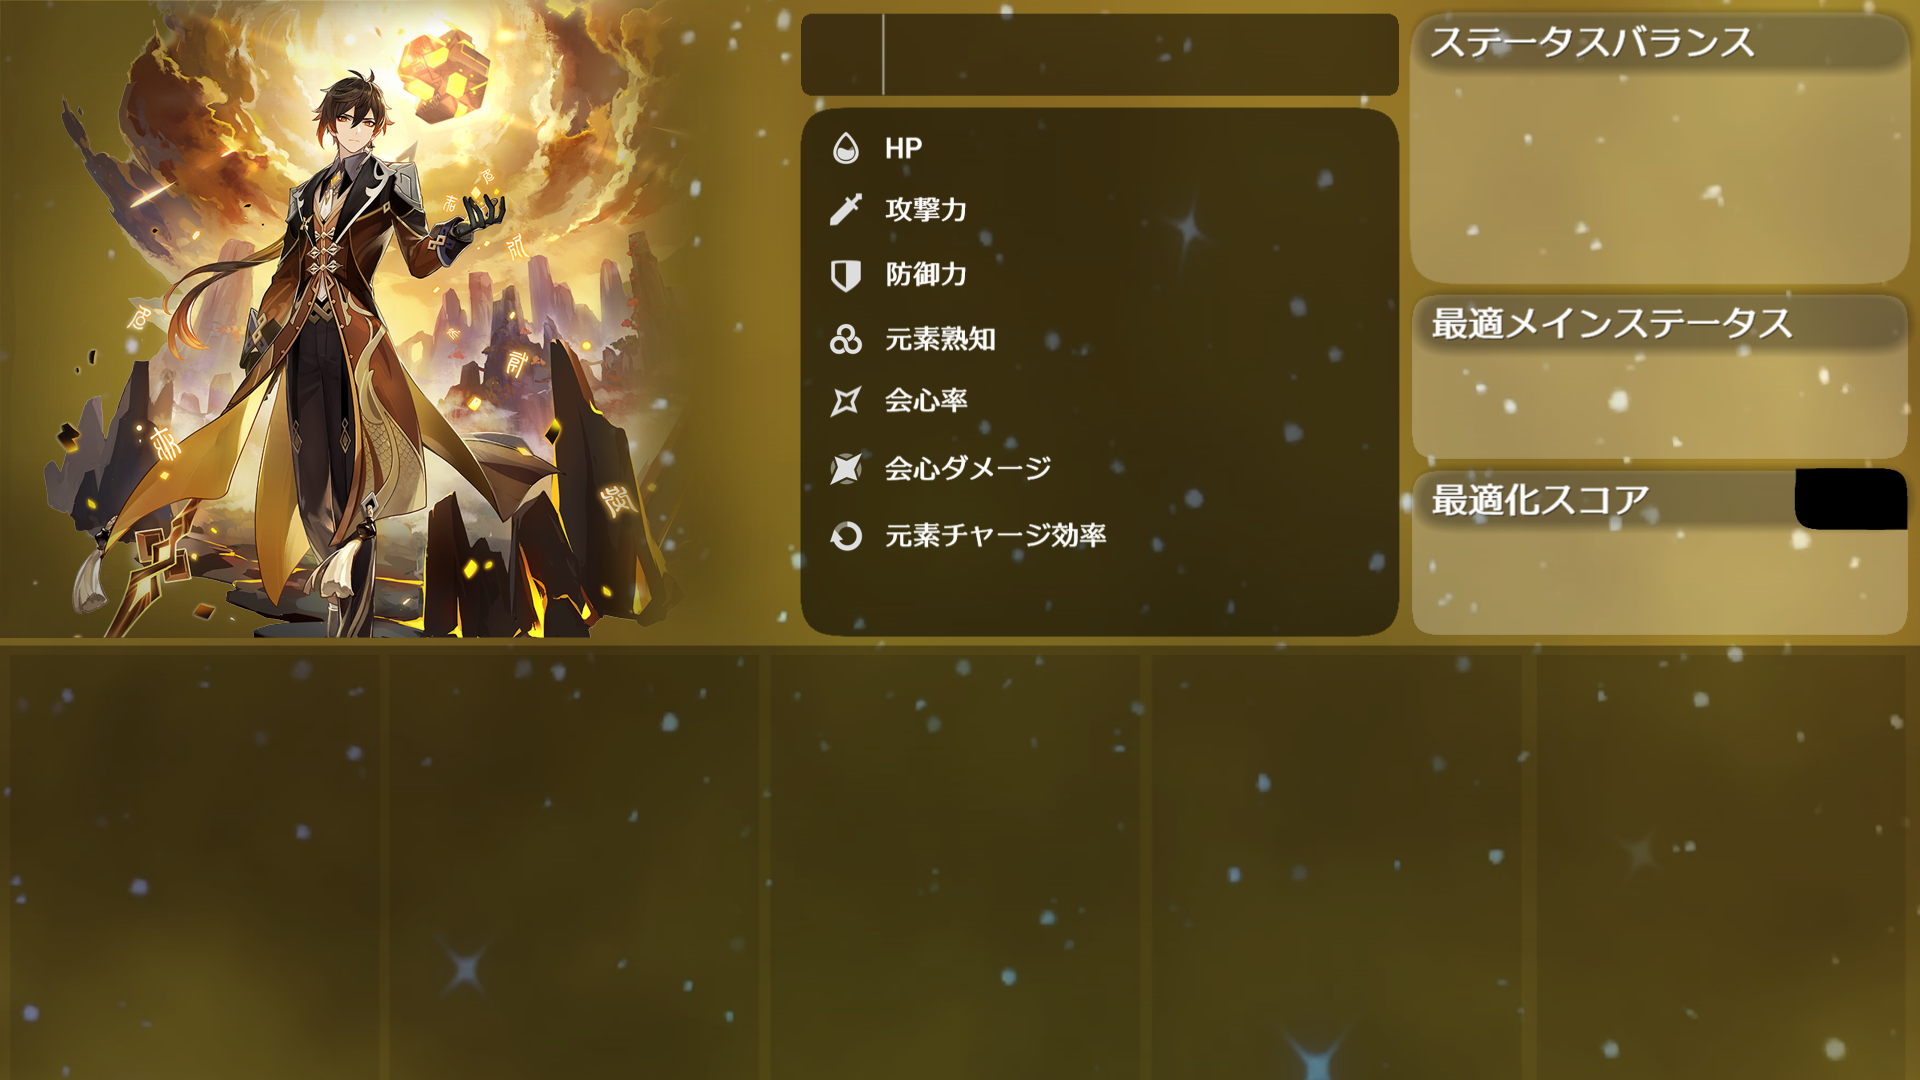 HP
攻撃力
防御力
元素熟知
会心率
会心ダメージ
元素チャージ効率
ステータスバランス
最適メインステータス
最適化スコア